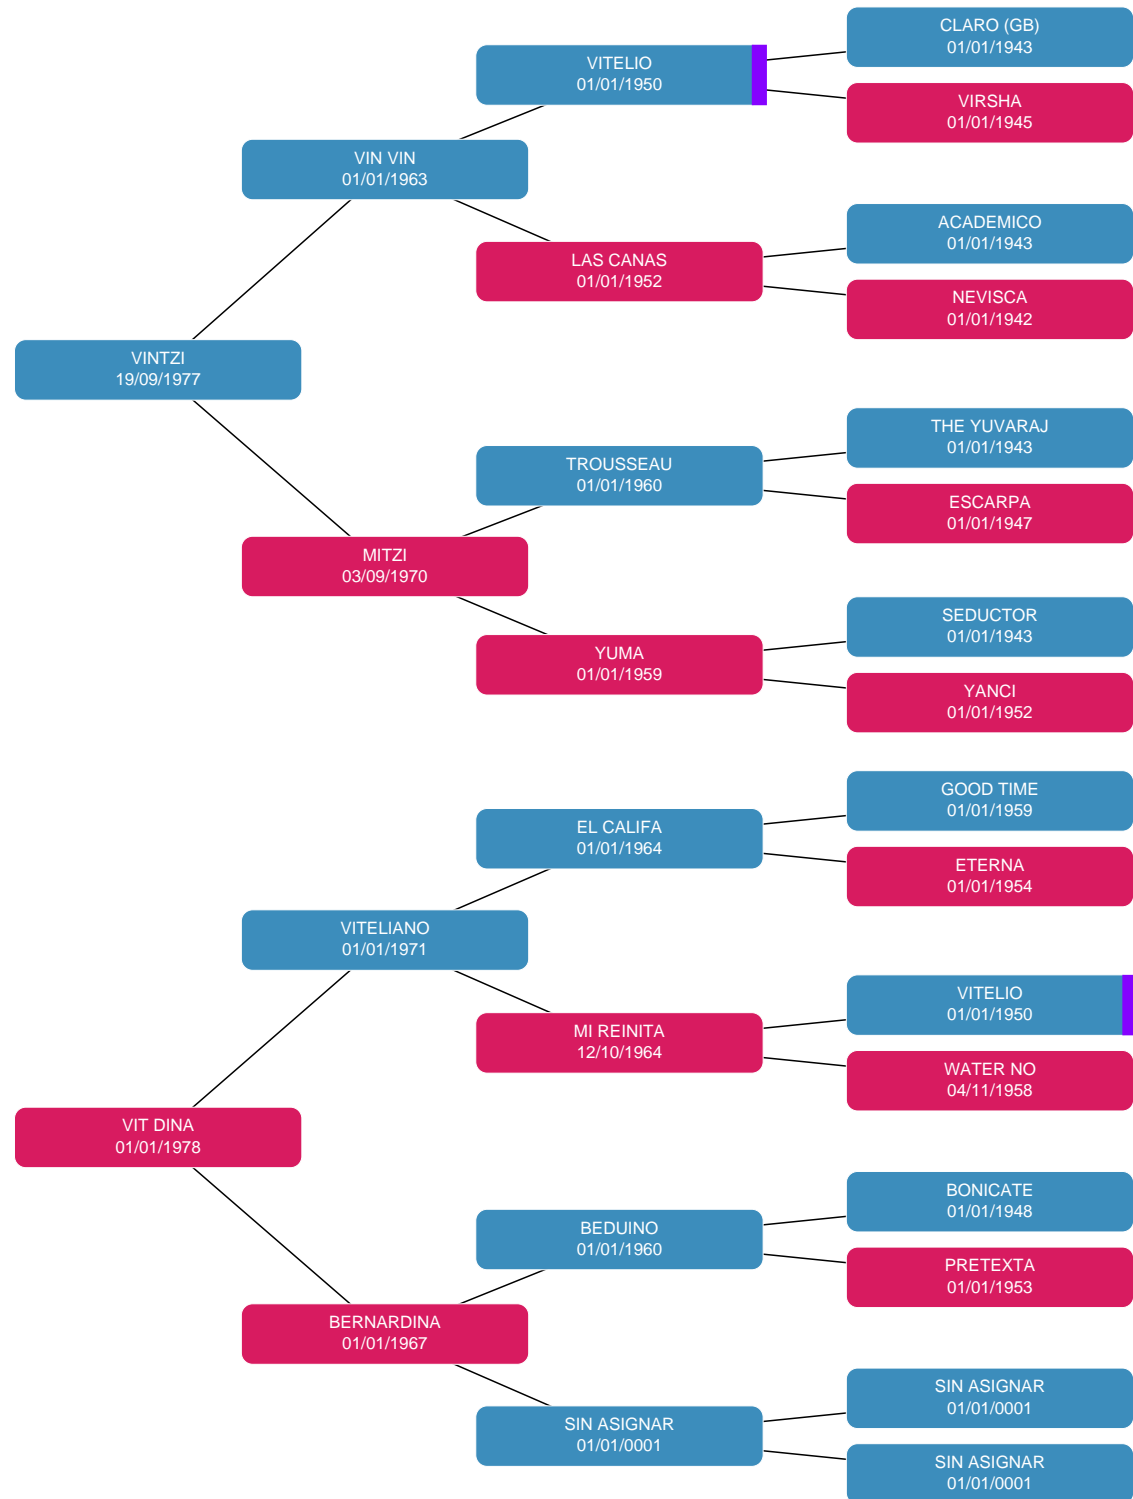 CLARO (GB)
01/01/1943
VITELIO
01/01/1950
VIRSHA
01/01/1945
VIN VIN
01/01/1963
ACADEMICO
01/01/1943
LAS CANAS
01/01/1952
NEVISCA
01/01/1942
VINTZI
19/09/1977
THE YUVARAJ
01/01/1943
TROUSSEAU
01/01/1960
ESCARPA
01/01/1947
MITZI
03/09/1970
SEDUCTOR
01/01/1943
YUMA
01/01/1959
YANCI
01/01/1952
GOOD TIME
01/01/1959
EL CALIFA
01/01/1964
ETERNA
01/01/1954
VITELIANO
01/01/1971
VITELIO
01/01/1950
MI REINITA
12/10/1964
WATER NO
04/11/1958
VIT DINA
01/01/1978
BONICATE
01/01/1948
BEDUINO
01/01/1960
PRETEXTA
01/01/1953
BERNARDINA
01/01/1967
SIN ASIGNAR
01/01/0001
SIN ASIGNAR
01/01/0001
SIN ASIGNAR
01/01/0001